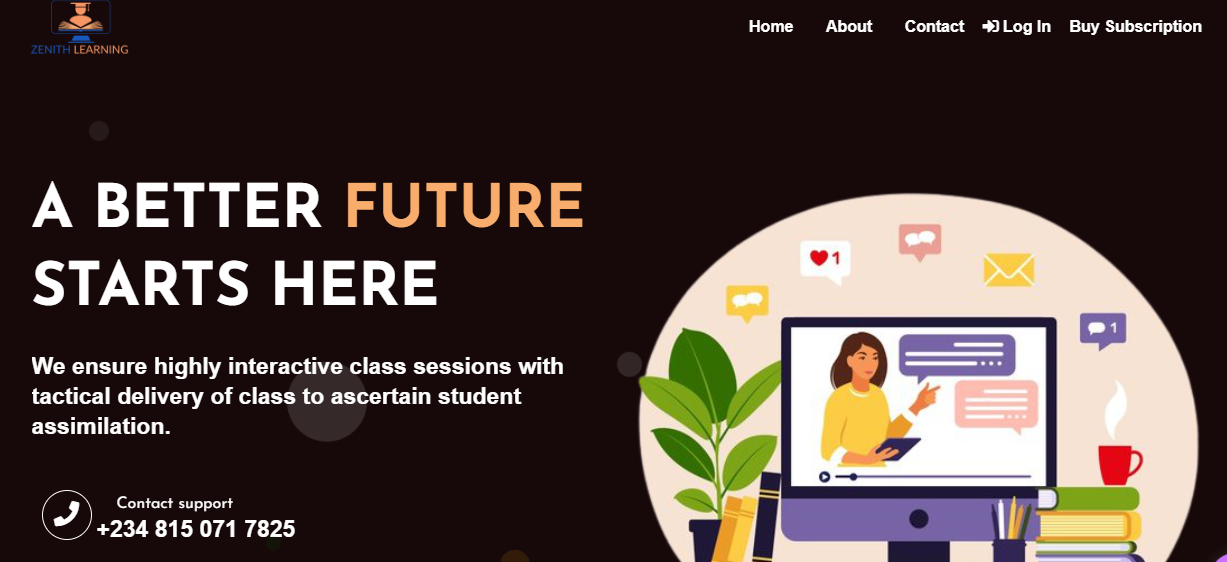 ZENITH LEARNING
Home About Contact Log In Buy Subscription
A BETTER FUTURE
STARTS HERE
We ensure highly interactive class sessions with
tactical delivery of class to ascertain student
assimilation.
1
1
Contact support
+234 815 071 7825